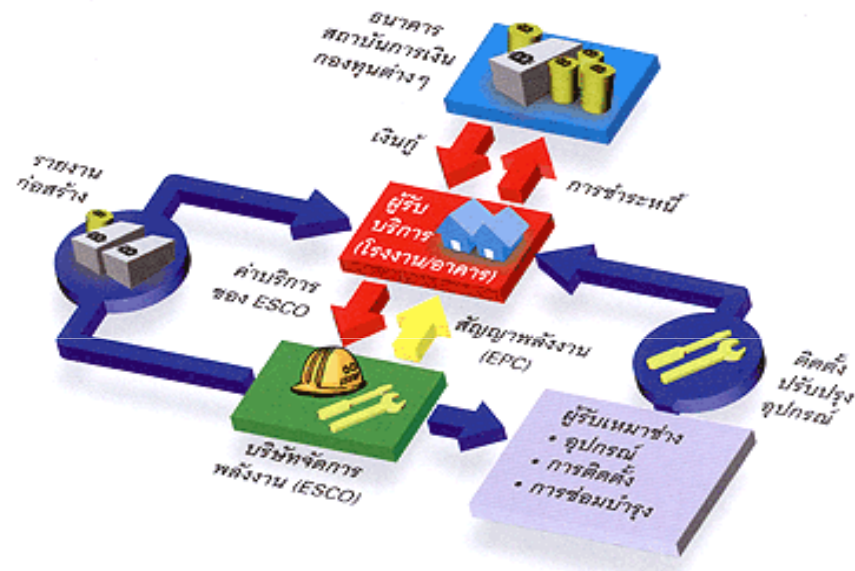 ธนาคาร
สถาบันการเงิน
กองทุนต่างๆ
เงินกู้
การชำระหนี้
รายงาน
ก่อสร้าง
ผู้รับ
บริการ
(โรงงาน/อาคาร)
ค่าบริการ
ของ ESCO
สัญญาพลังงาน
(EPC)
ติดตั้ง
ปรับปรุง
อุปกรณ์
ผู้รับเหมาช่าง
• อุปกรณ์
• การติดตั้ง
• การซ่อมบำรุง
บริษัทจัดการ
พลังงาน (ESCO)